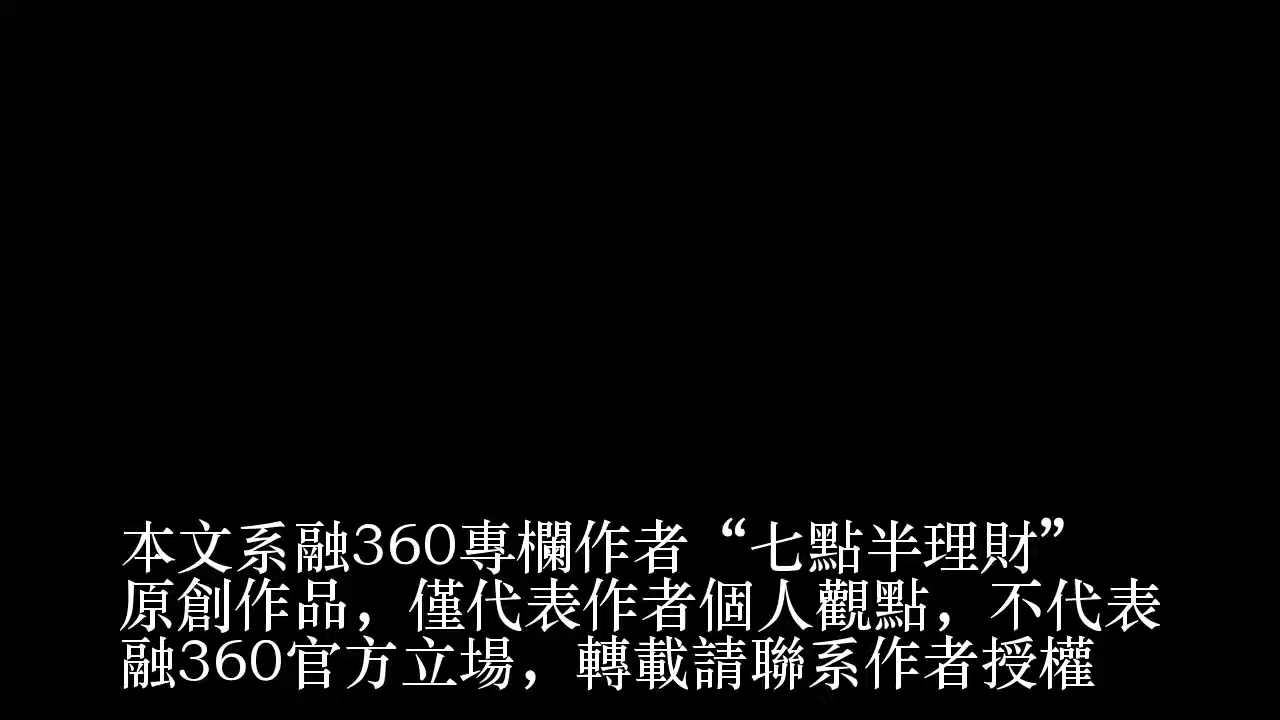 本文系融360專欄作者“七點半理財”
原創作品，僅代表作者個人觀點，不代表
融360官方立場，轉載請聯系作者授權